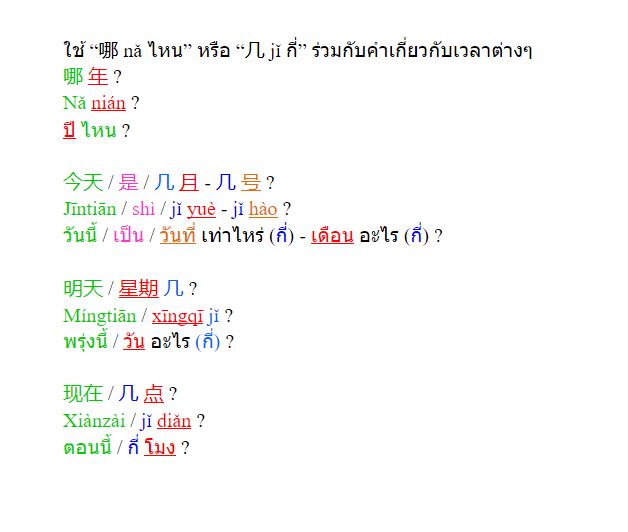 ใช้ “哪 nǎ ไหน” หรือ “几 jǐ กี่” ร่วมกับคำเกี่ยวกับเวลาต่างๆ
哪 年 ?
Nǎ nián ?
ปี ไหน ?
今天 / 是 / 几 月 - 几 号 ?
Jīntiān / shì / jǐ yuè - jǐ hào ?
วันนี้ / เป็น / วันที่ เท่าไหร่ (กี่) - เดือน อะไร (กี่) ?
明天 / 星期 几 ?
Míngtiān / xīngqī jǐ ?
พรุ่งนี้ / วัน อะไร (กี่) ?
现在 / 几 点 ?
Xiànzài / jǐ diǎn ?
ตอนนี้ / กี่ โมง ?